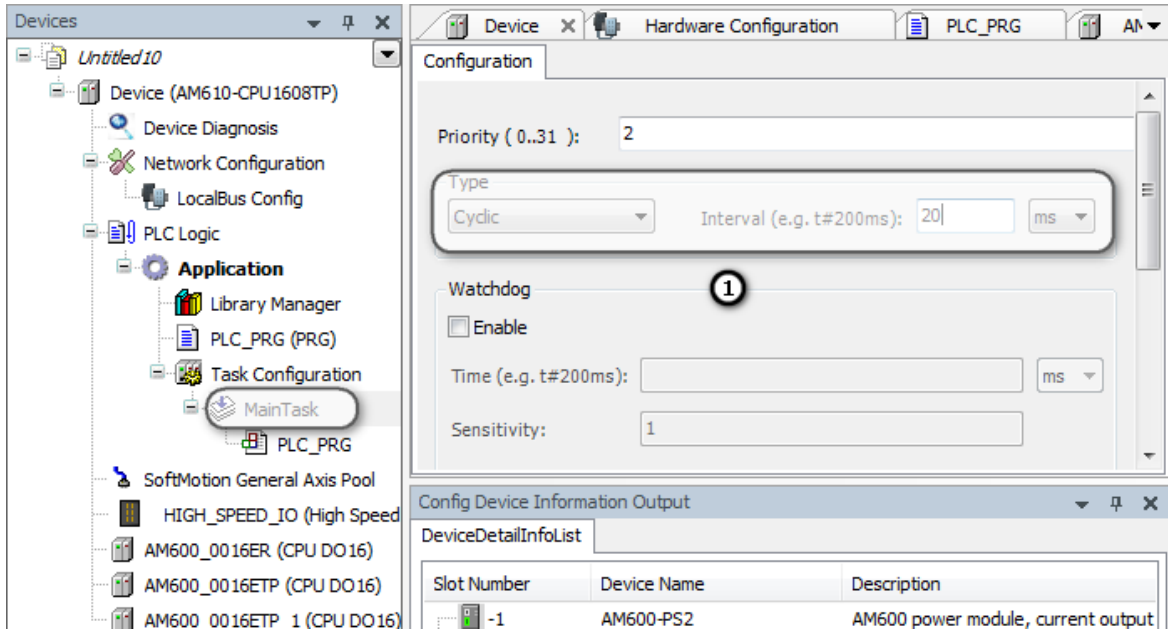 Devices
Untitled10
Device (AM610-CPU1608TP)
Device Diagnosis
Network Configuration
LocalBus Config
PLC Logic
Application
Library Manager
PLC_PRG (PRG)
Task Configuration
MainTask
PLC_PRG
SoftMotion General Axis Pool
HIGH_SPEED_IO (High Speed
AM600_0016ER (CPU DO16)
AM600_0016ETP (CPU DO16)
AM600_0016ETP_1 (CPU DO16)
Device Hardware Configuration PLC_PRG AM
Configuration
Priority ( 0..31 ): 2
Type
Cyclic Interval (e.g. t#200ms): 20 ms
1
Watchdog
Enable
Time (e.g. t#200ms): ms
Sensitivity: 1
Config Device Information Output
DeviceDetailInfoList
Slot Number Device Name Description
-1 AM600-PS2 AM600 power module, current output